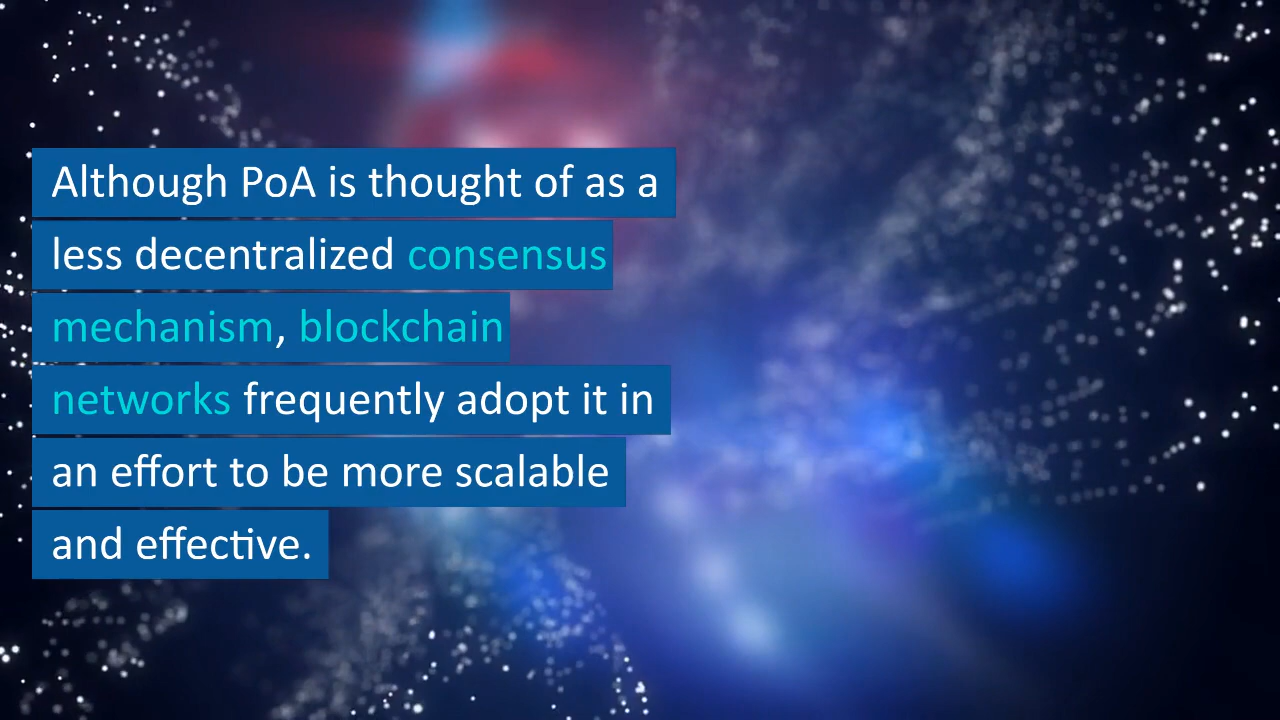 Although PoA is thought of as a
less decentralized consensus
mechanism, blockchain
networks frequently adopt it in
an effort to be more scalable
and effective.